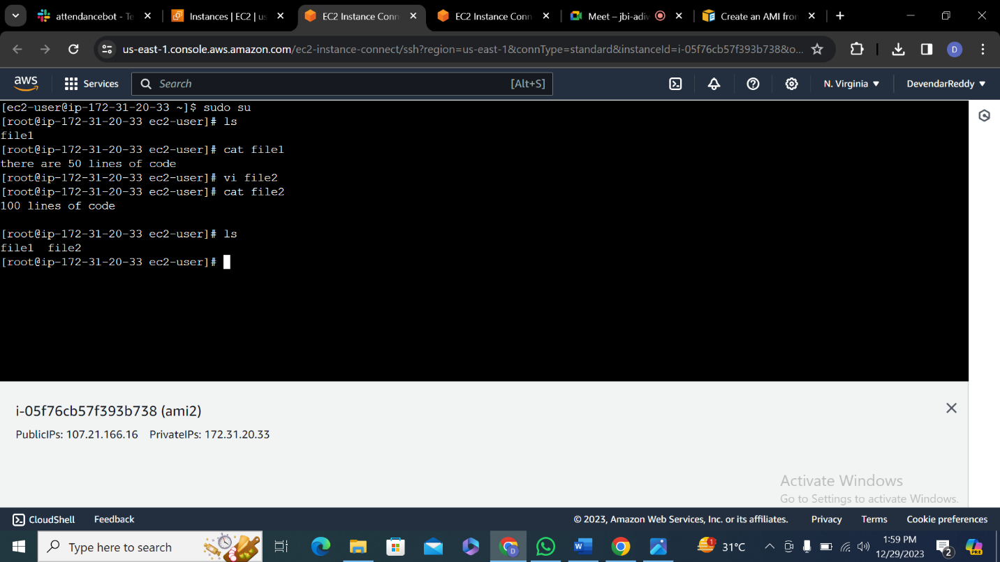 attendancebot - Te
Instances | EC2 | us
EC2 Instance Conn
EC2 Instance Conn
Meet – jbi-adiw
Create an AMI from
us-east-1.console.aws.amazon.com/ec2-instance-connect/ssh?region=us-east-1&connType=standard&instanceId=i-05f76cb57f393b738&o...
D
aws
Services
Search
[Alt+S]
N. Virginia
DevendarReddy
[ec2-user@ip-172-31-20-33 ~]$ sudo su
[root@ip-172-31-20-33 ec2-user]# ls
file1
[root@ip-172-31-20-33 ec2-user]# cat file1
there are 50 lines of code
[root@ip-172-31-20-33 ec2-user]# vi file2
[root@ip-172-31-20-33 ec2-user]# cat file2
100 lines of code
[root@ip-172-31-20-33 ec2-user]# ls
file1  file2
[root@ip-172-31-20-33 ec2-user]#
i-05f76cb57f393b738 (ami2)
PublicIPs: 107.21.166.16 PrivateIPs: 172.31.20.33
Activate Windows
Go to Settings to activate Windows.
CloudShell
Feedback
© 2023, Amazon Web Services, Inc. or its affiliates.
Privacy
Terms
Cookie preferences
Type here to search
D
W
1
31°C
1:59 PM
12/29/2023
2
PRE